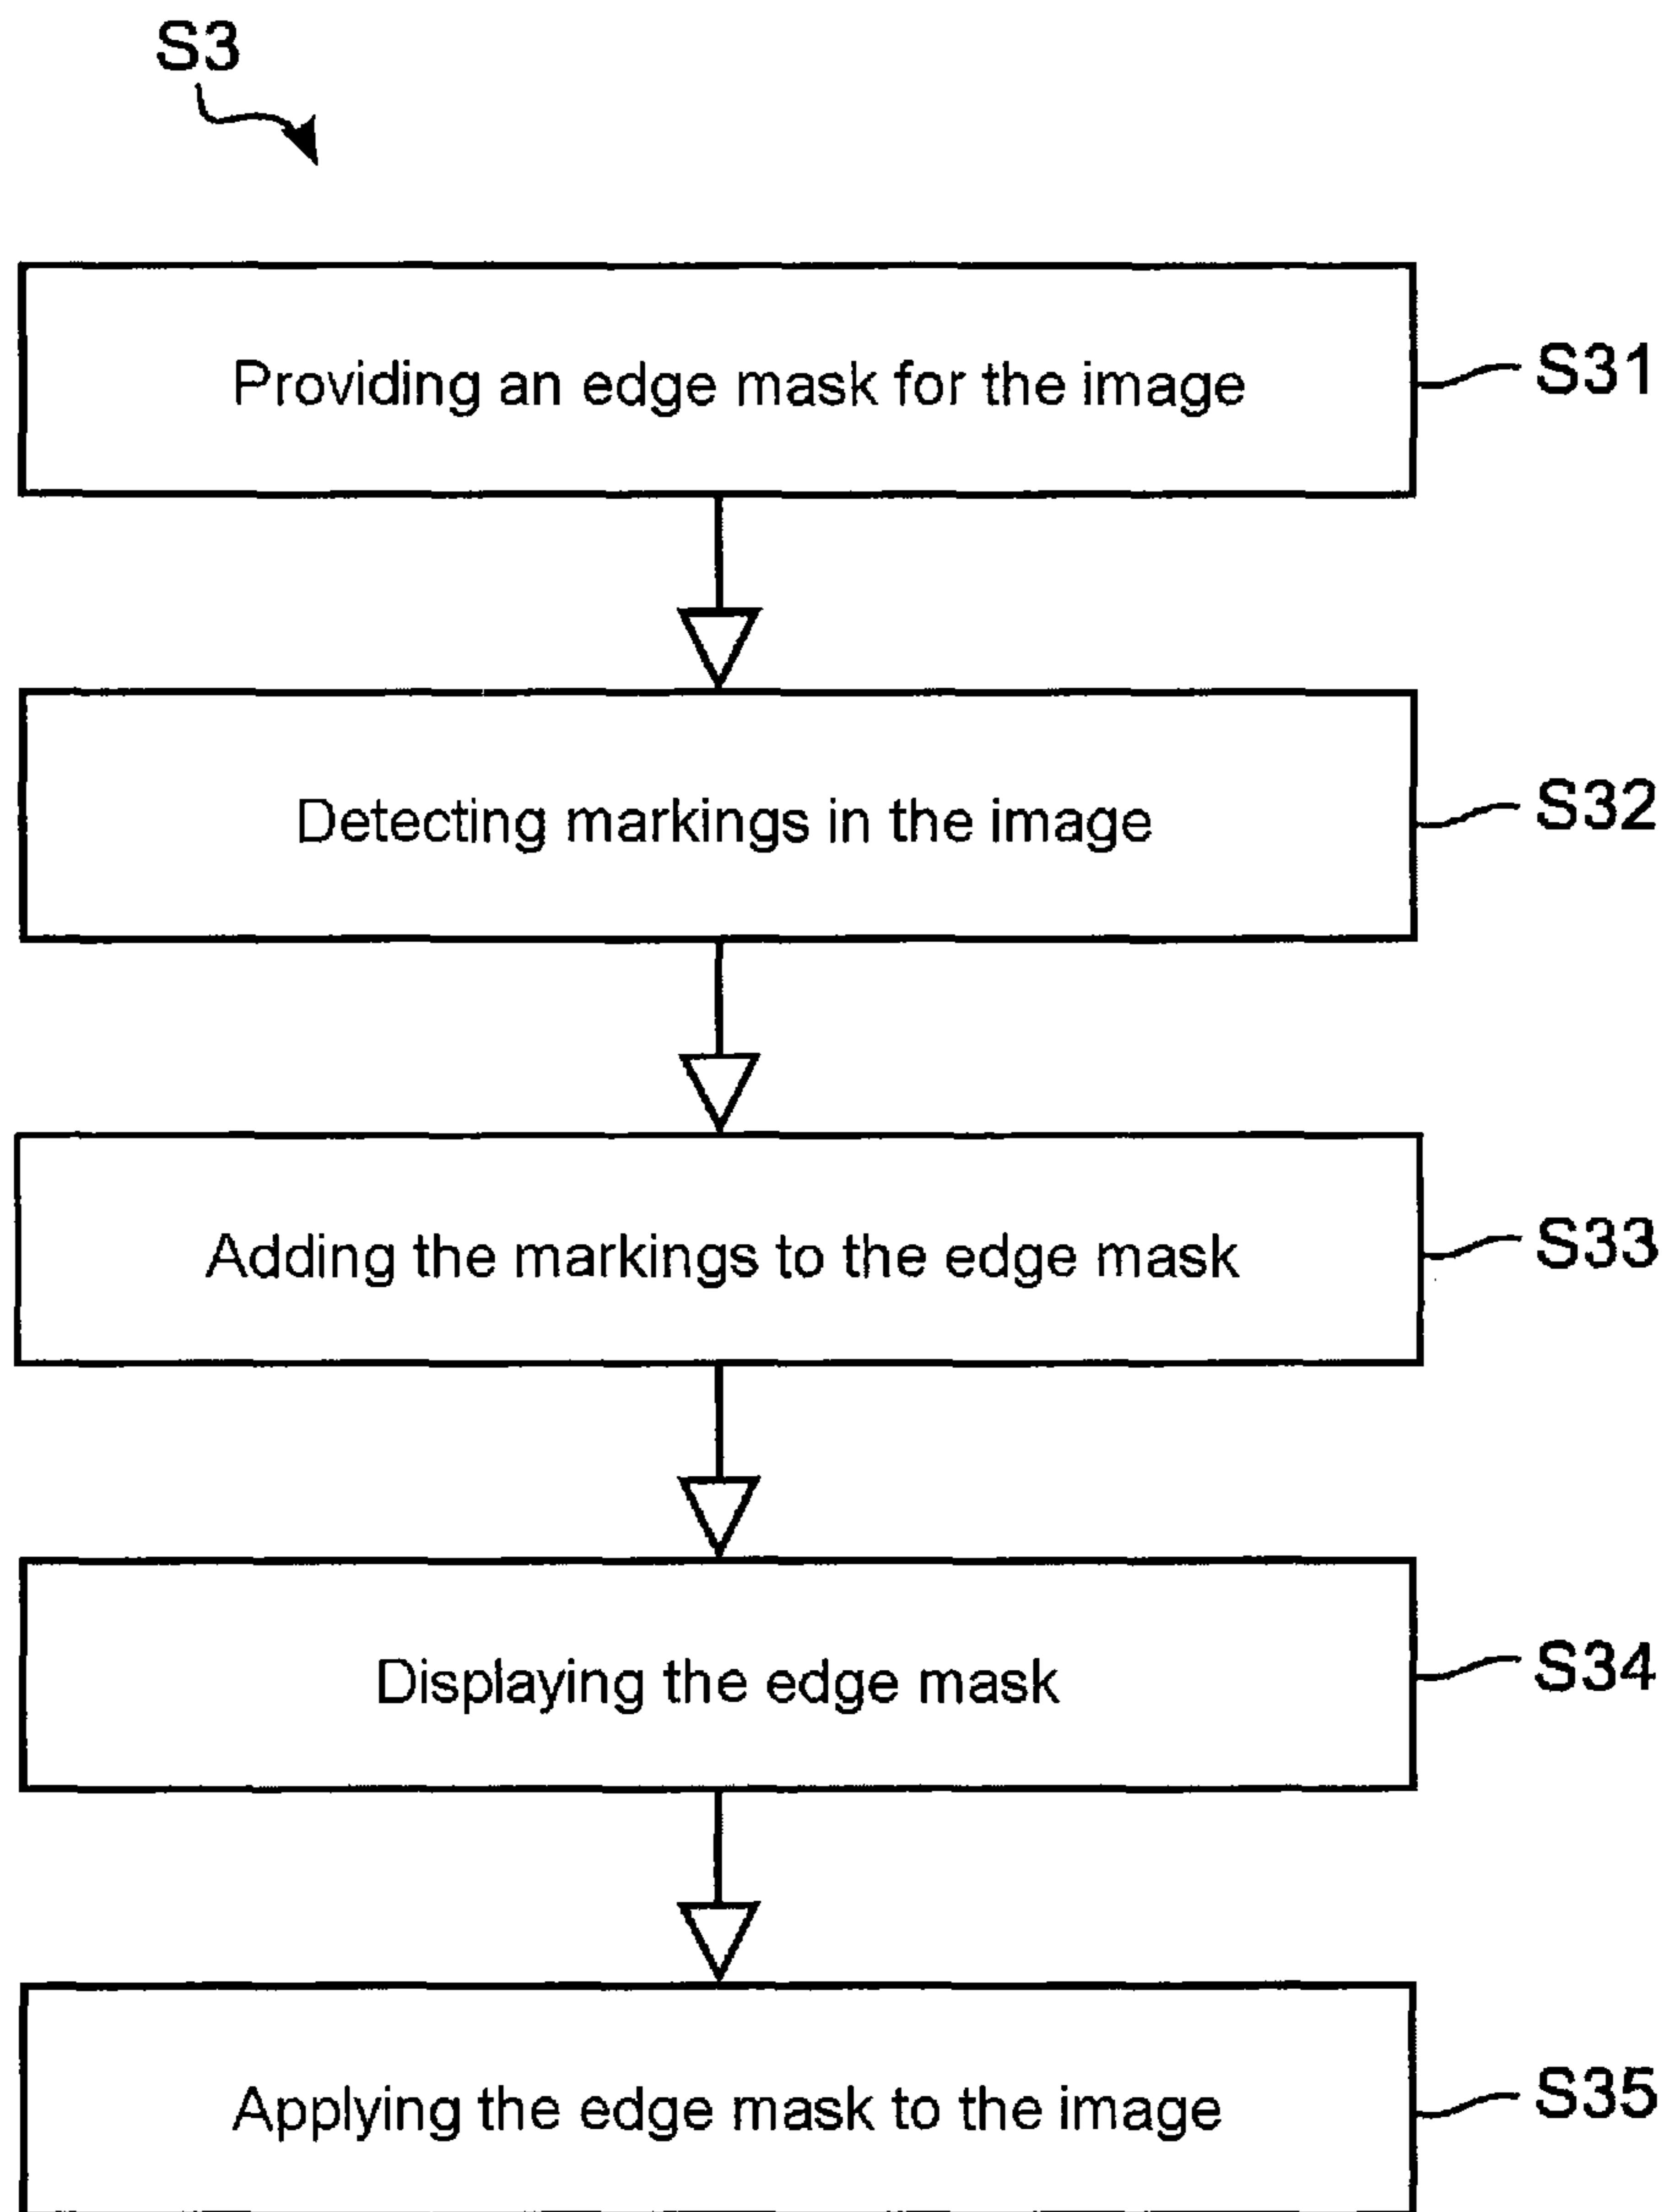 S3
Providing an edge mask for the image
S31
Detecting markings in the image
S32
Adding the markings to the edge mask
S33
Displaying the edge mask
S34
Applying the edge mask to the image
S35